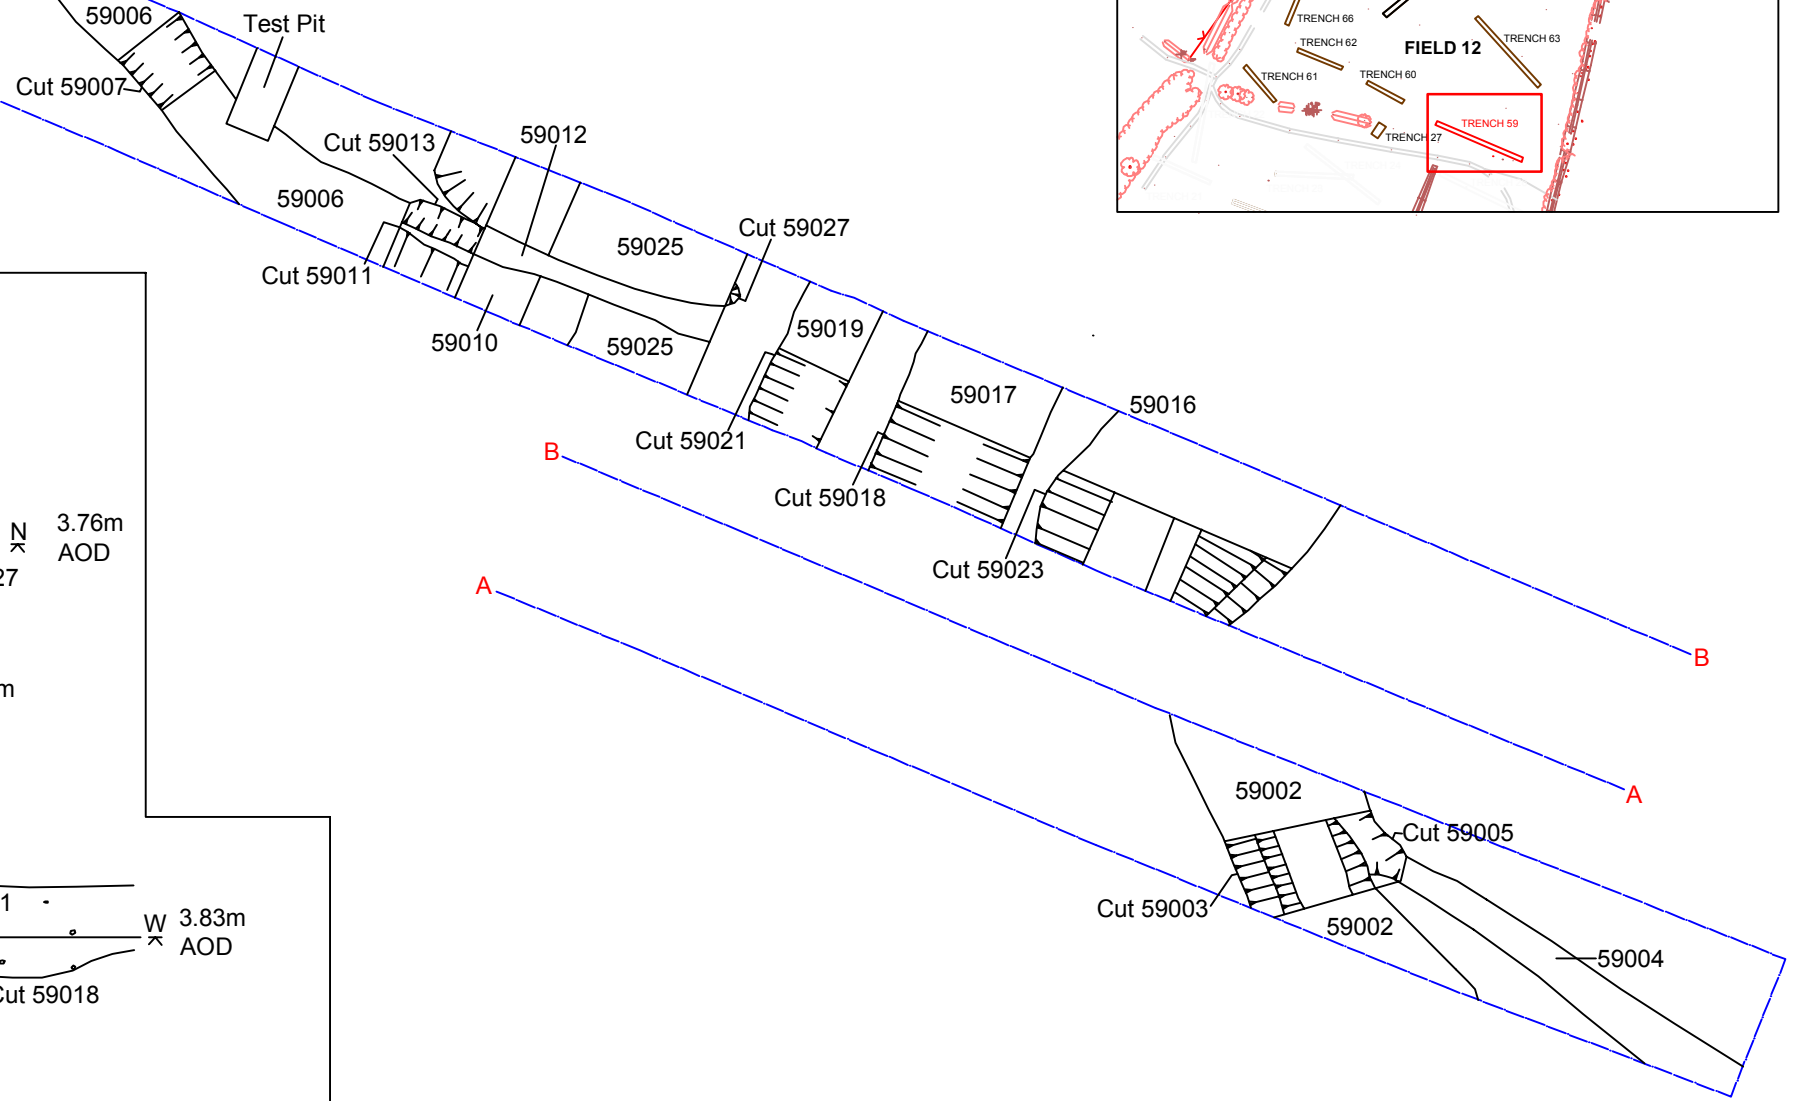 59006
Test Pit
Cut 59007
Cut 59013
59012
59006
59025
Cut 59027
Cut 59011
59010
59025
59019
59017
59016
Cut 59021
Cut 59018
Cut 59023
B
A
B
A
59002
Cut 59005
Cut 59003
59002
59004
TRENCH 66
TRENCH 62
FIELD 12
TRENCH 63
TRENCH 61
TRENCH 60
TRENCH 59
TRENCH 27
N
3.76m
AOD
27
m
1
W
3.83m
AOD
Cut 59018